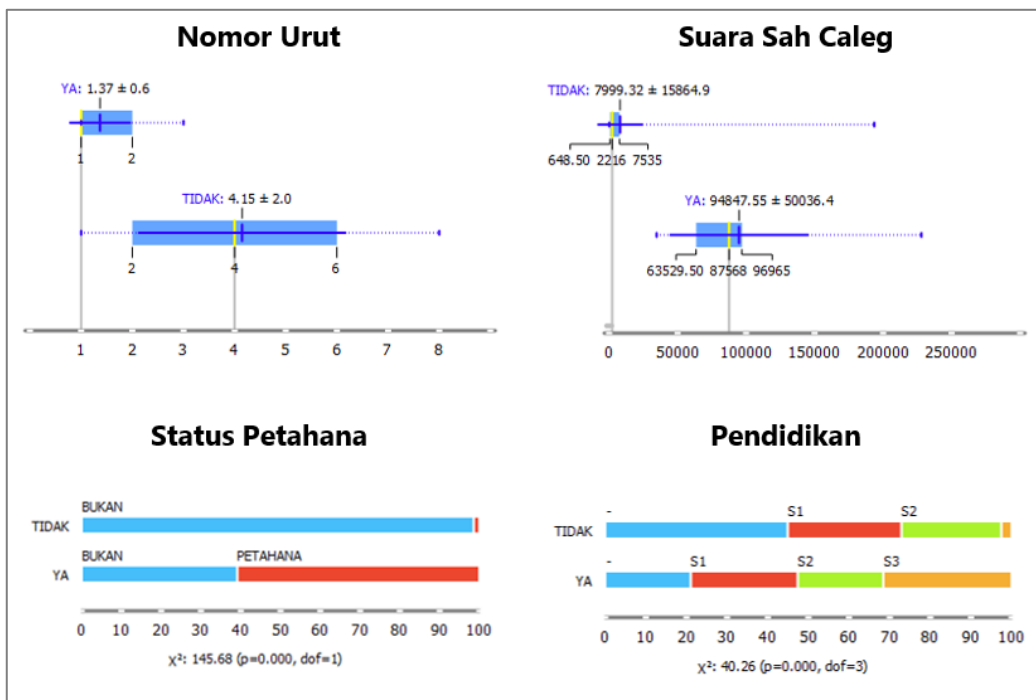 Nomor Urut
YA: 1.37 ± 0.6
1 2
TIDAK: 4.15 ± 2.0
2 4 6
1 2 3 4 5 6 7 8
Suara Sah Caleg
TIDAK: 7999.32 ± 15864.9
648.50 2216 7535
YA: 94847.55 ± 50036.4
63529.50 87568 96965
0 50000 100000 150000 200000 250000
Status Petahana
BUKAN
TIDAK
BUKAN PETAHANA
YA
0 10 20 30 40 50 60 70 80 90 100
χ²: 145.68 (p=0.000, dof=1)
Pendidikan
- S1 S2
TIDAK
- S1 S2 S3
YA
0 10 20 30 40 50 60 70 80 90 100
χ²: 40.26 (p=0.000, dof=3)